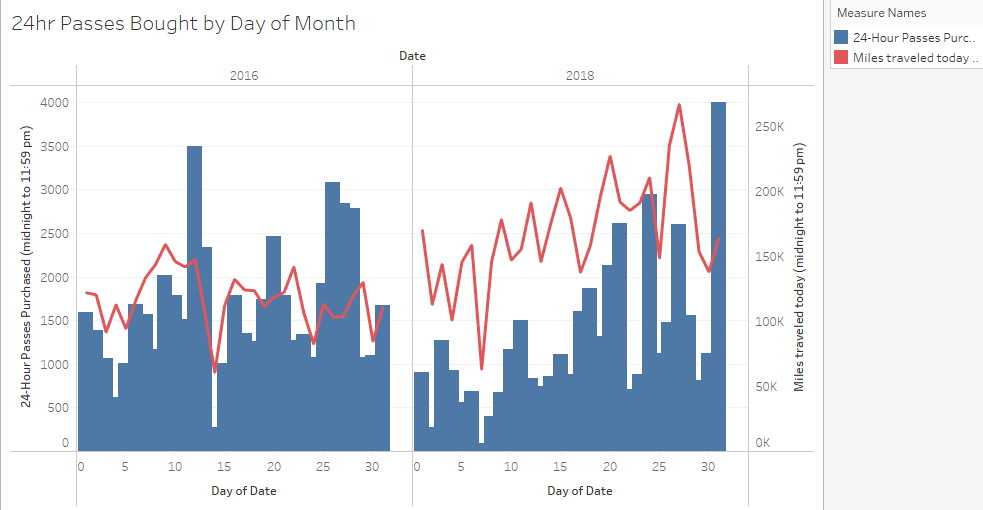 24hr Passes Bought by Day of Month
Measure Names
24-Hour Passes Purc..
Miles traveled today ..
Date
2016
2018
24-Hour Passes Purchased (midnight to 11:59 pm)
4000
3500
3000
2500
2000
1500
1000
500
0
250K
200K
150K
100K
50K
0K
Miles traveled today (midnight to 11:59 pm)
0 5 10 15 20 25 30
0 5 10 15 20 25 30
Day of Date
Day of Date